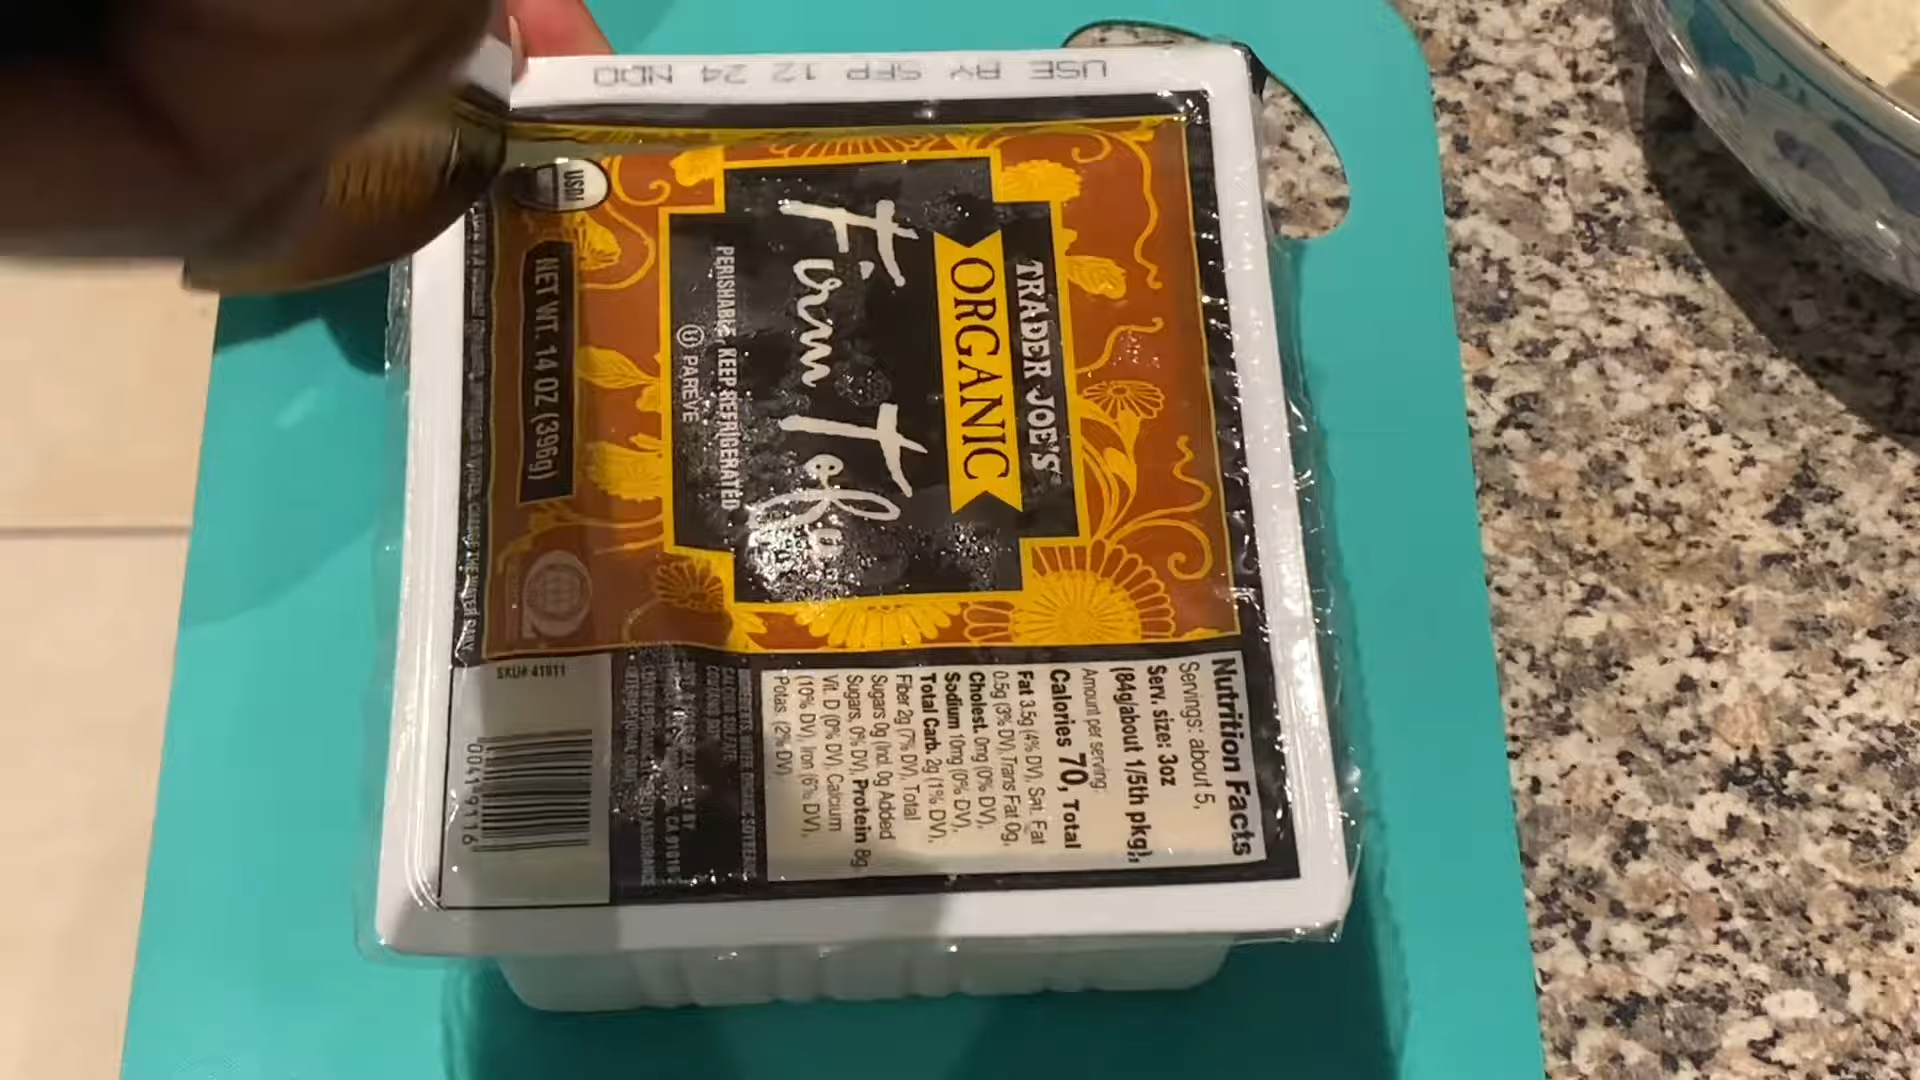 USE BY SEP 12 24 NDO
USDA
TRADER JOE'S
ORGANIC
Firm Tofu
PERISHABLE, KEEP REFRIGERATED
U PAREVE
NET WT. 14 OZ (396g)
Nutrition Facts
Servings: about 5,
Serv. size: 3oz
(84g/about 1/5th pkg),
Amount per serving:
Calories 70, Total
Fat 3.5g (4% DV), Sat. Fat
0.5g (3% DV), Trans Fat 0g,
Cholest. 0mg (0% DV),
Sodium 10mg (0% DV),
Total Carb. 2g (1% DV),
Fiber 2g (7% DV), Total
Sugars 0g (Incl. 0g Added
Sugars, 0% DV), Protein 8g,
Vit. D (0% DV), Calcium
(10% DV), Iron (6% DV),
Potas. (2% DV).
SKU# 41911
00419116